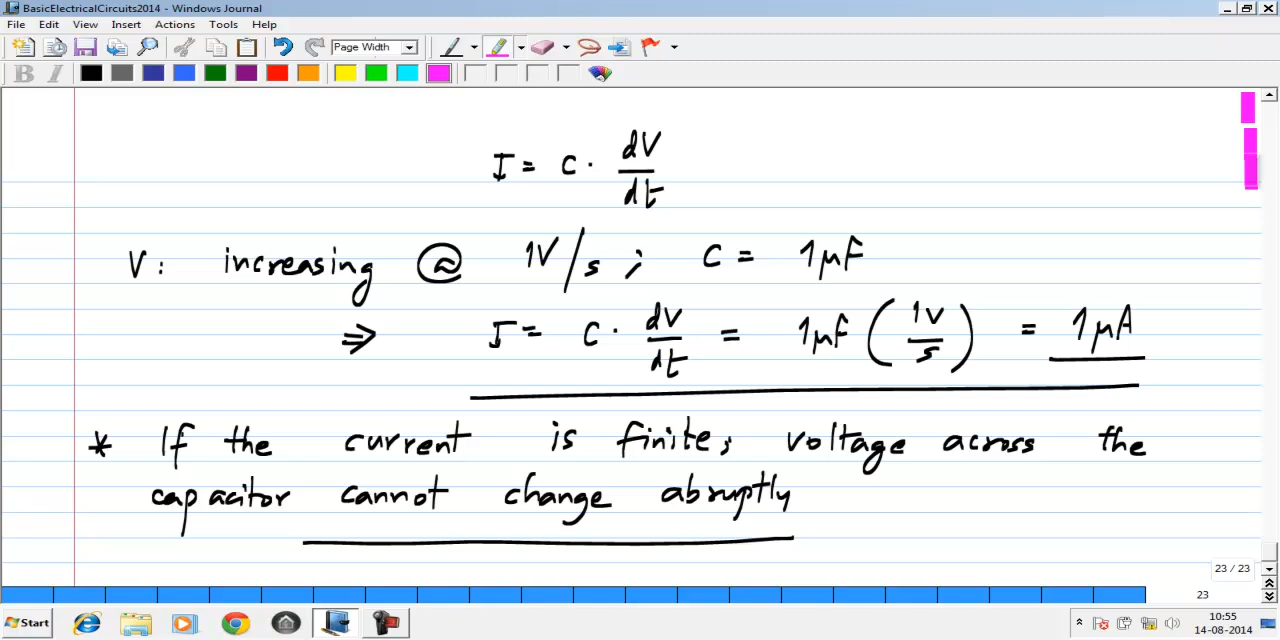 BasicElectricalCircuits2014 - Windows Journal
File Edit View Insert Actions Tools Help
Page Width
B I
I = C · dV/dt
V: increasing @ 1V/s ; C = 1μF
⇒ I = C · dV/dt = 1μF (1V/s) = 1μA
* If the current is finite; voltage across the
capacitor cannot change abruptly
23 / 23
23
Start
10:55
14-08-2014